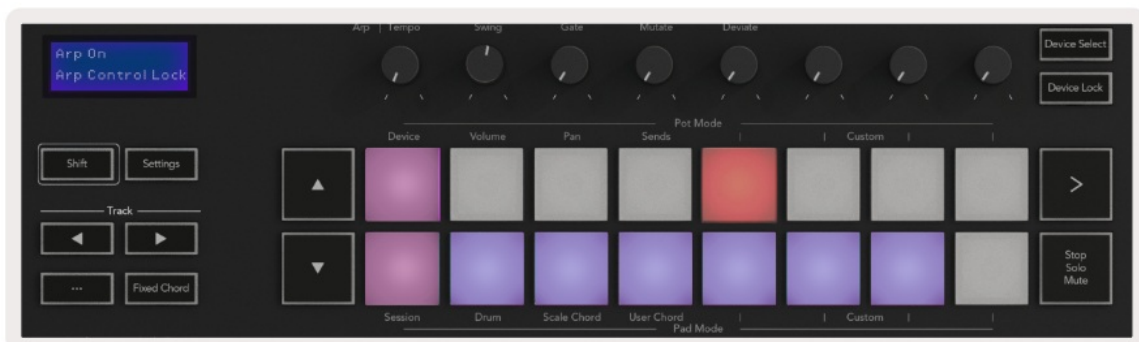 Arp | Tempo Swing Gate Mutate Deviate
Arp On
Arp Control Lock
Device Select
Device Lock
Pot Mode
Device Volume Pan Sends | | Custom | |
Shift Settings
Track
...
Fixed Chord
Stop
Solo
Mute
Session Drum Scale Chord User Chord | | Custom | |
Pad Mode